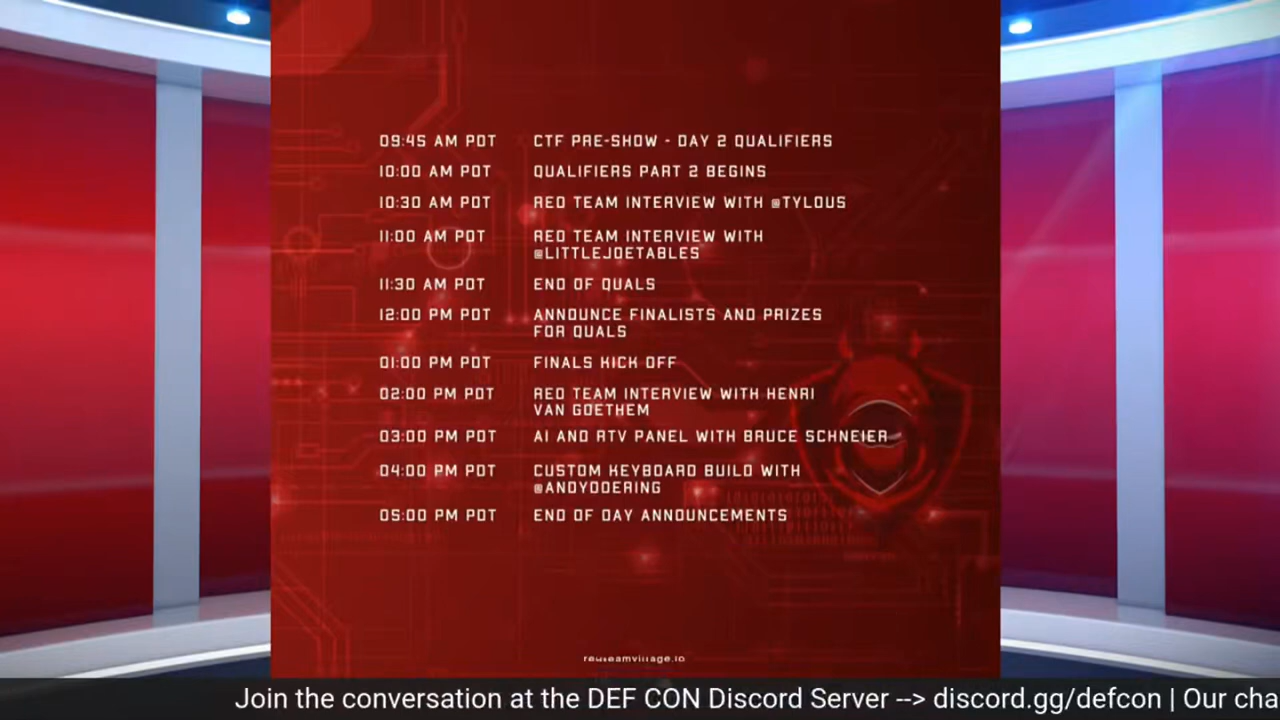 09:45 AM PDT CTF PRE-SHOW - DAY 2 QUALIFIERS
10:00 AM PDT QUALIFIERS PART 2 BEGINS
10:30 AM PDT RED TEAM INTERVIEW WITH @TYLOUS
11:00 AM PDT RED TEAM INTERVIEW WITH
@LITTLEJOETABLES
11:30 AM PDT END OF QUALS
12:00 PM PDT ANNOUNCE FINALISTS AND PRIZES
FOR QUALS
01:00 PM PDT FINALS KICK OFF
02:00 PM PDT RED TEAM INTERVIEW WITH HENRI
VAN GOETHEM
03:00 PM PDT AI AND RTV PANEL WITH BRUCE SCHNEIER
04:00 PM PDT CUSTOM KEYBOARD BUILD WITH
@ANDYDOERING
05:00 PM PDT END OF DAY ANNOUNCEMENTS
redteamvillage.io
Join the conversation at the DEF CON Discord Server --> discord.gg/defcon | Our cha